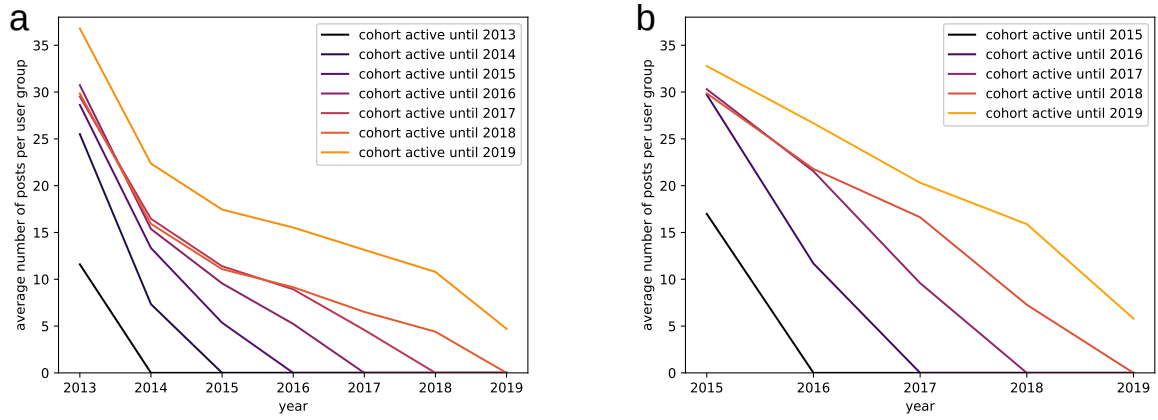 a
average number of posts per user group
35
30
25
20
15
10
5
0
2013 2014 2015 2016 2017 2018 2019
year
cohort active until 2013
cohort active until 2014
cohort active until 2015
cohort active until 2016
cohort active until 2017
cohort active until 2018
cohort active until 2019
b
average number of posts per user group
35
30
25
20
15
10
5
0
2015 2016 2017 2018 2019
year
cohort active until 2015
cohort active until 2016
cohort active until 2017
cohort active until 2018
cohort active until 2019